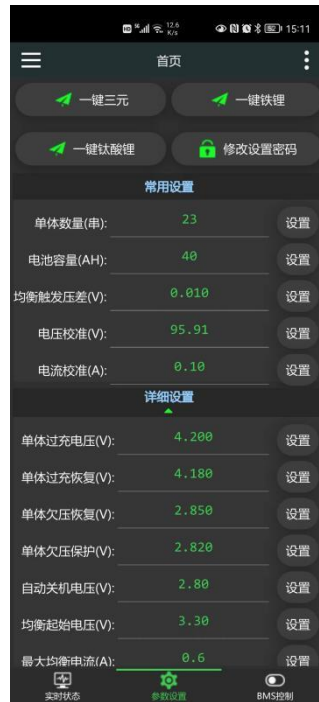 12.6 K/s 52 15:11
首页
一键三元 一键铁锂
一键钛酸锂 修改设置密码
常用设置
单体数量(串): 23 设置
电池容量(AH): 40 设置
均衡触发压差(V): 0.010 设置
电压校准(V): 95.91 设置
电流校准(A): 0.10 设置
详细设置
单体过充电压(V): 4.200 设置
单体过充恢复(V): 4.180 设置
单体欠压恢复(V): 2.850 设置
单体欠压保护(V): 2.820 设置
自动关机电压(V): 2.80 设置
均衡起始电压(V): 3.30 设置
最大均衡电流(A): 0.6 设置
实时状态 参数设置 BMS控制